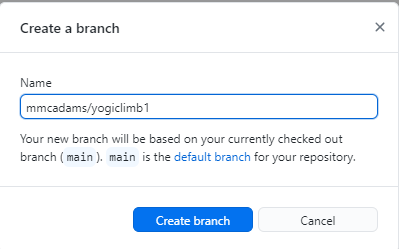 Create a branch
Name
mmcadams/yogiclimb1
Your new branch will be based on your currently checked out
branch (main). main is the default branch for your repository.
Create branch
Cancel